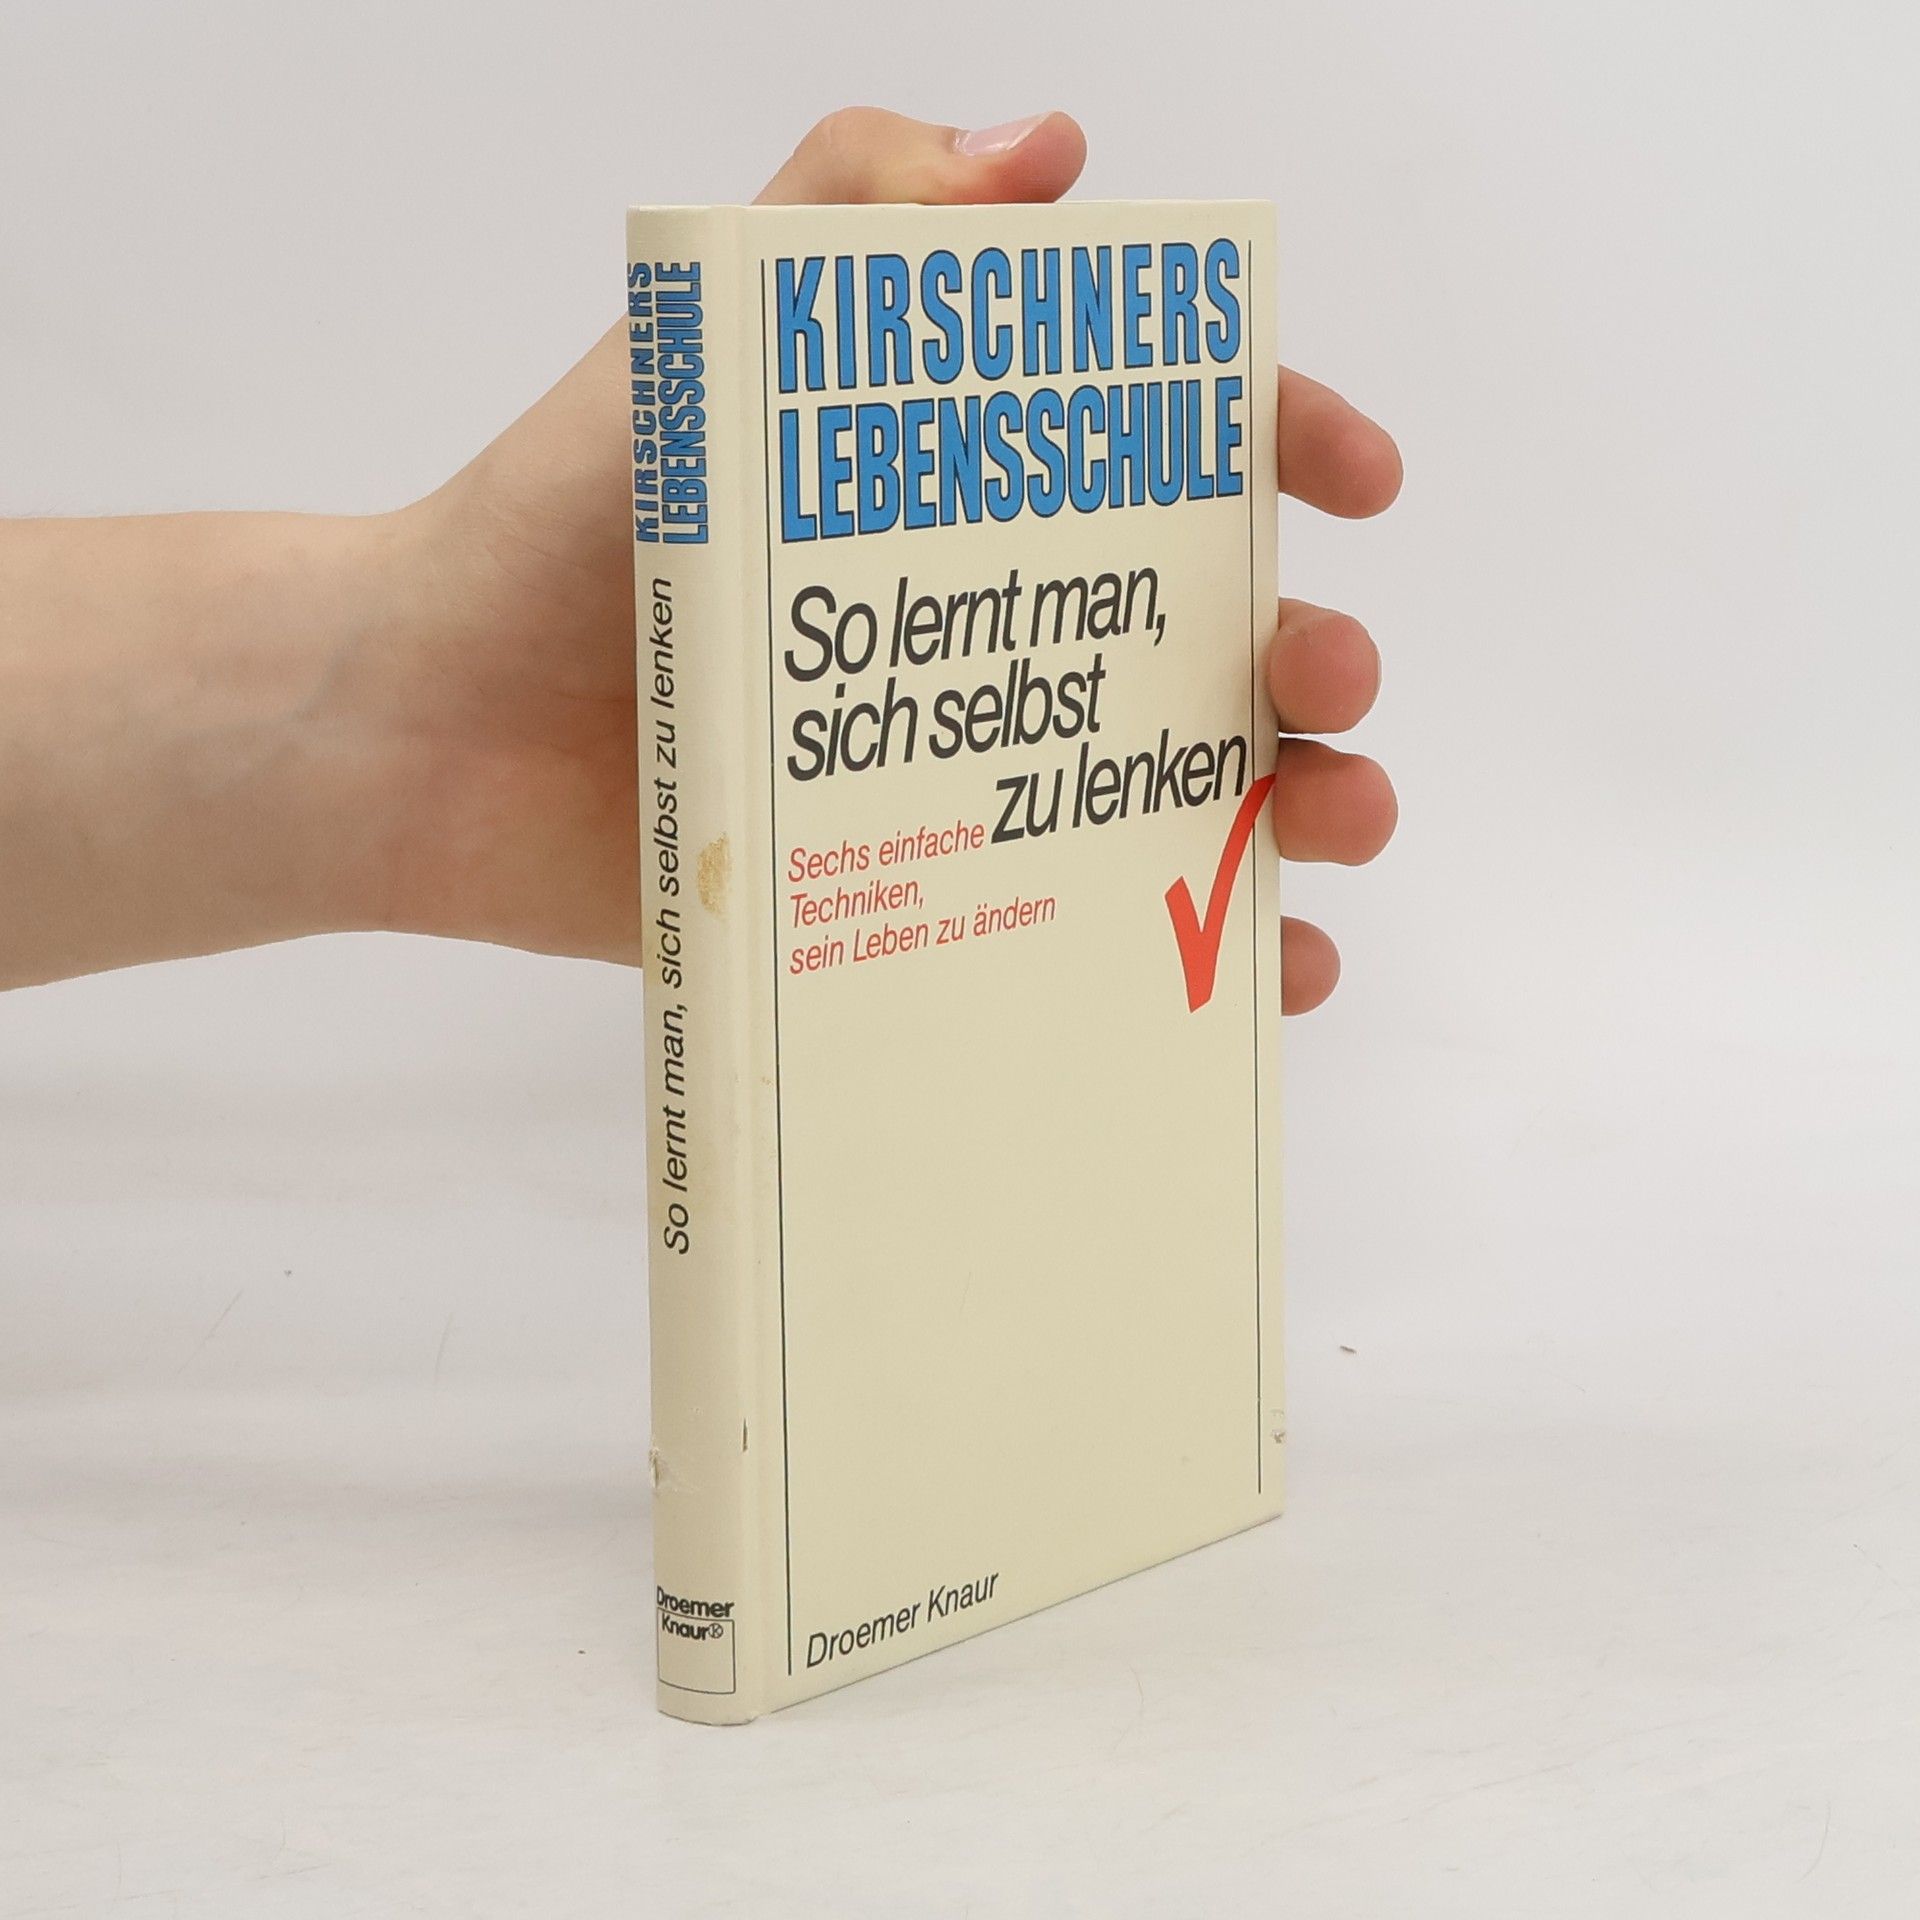 KIRSCHNERS
LEBENSSCHULE
So lernt man, sich selbst zu lenken
Droemer
Knaur®
KIRSCHNERS
LEBENSSCHULE
So lernt man,
sich selbst
zu lenken
Sechs einfache
Techniken,
sein Leben zu ändern
Droemer Knaur